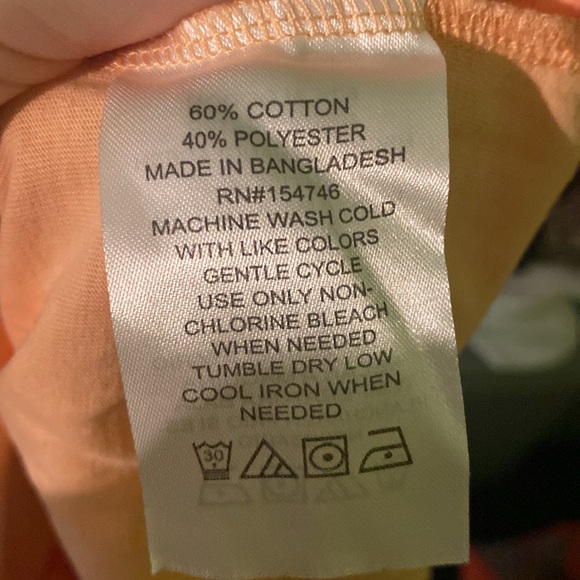 60% COTTON
40% POLYESTER
MADE IN BANGLADESH
RN#154746
MACHINE WASH COLD
WITH LIKE COLORS
GENTLE CYCLE
USE ONLY NON-
CHLORINE BLEACH
WHEN NEEDED
TUMBLE DRY LOW
COOL IRON WHEN
NEEDED
30